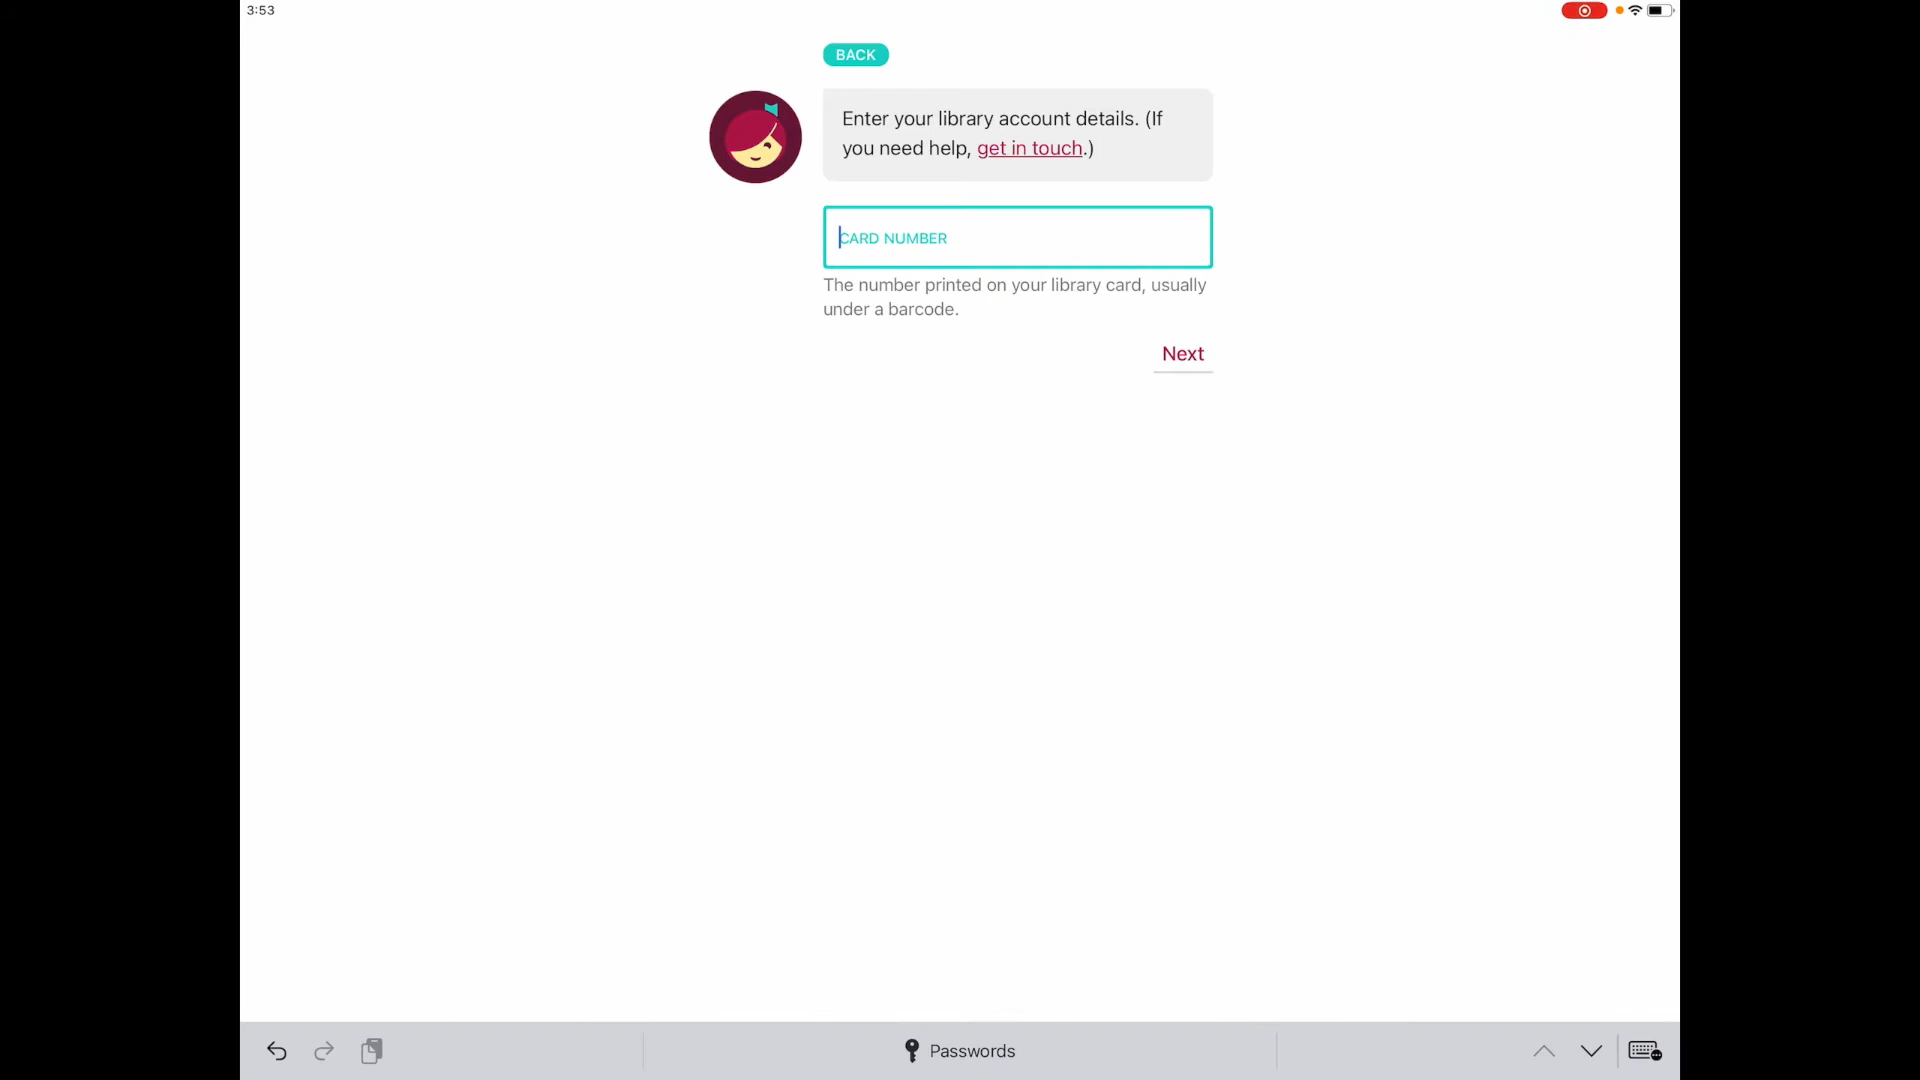 3:53
BACK
Enter your library account details. (If
you need help, get in touch.)
CARD NUMBER
The number printed on your library card, usually
under a barcode.
Next
Passwords